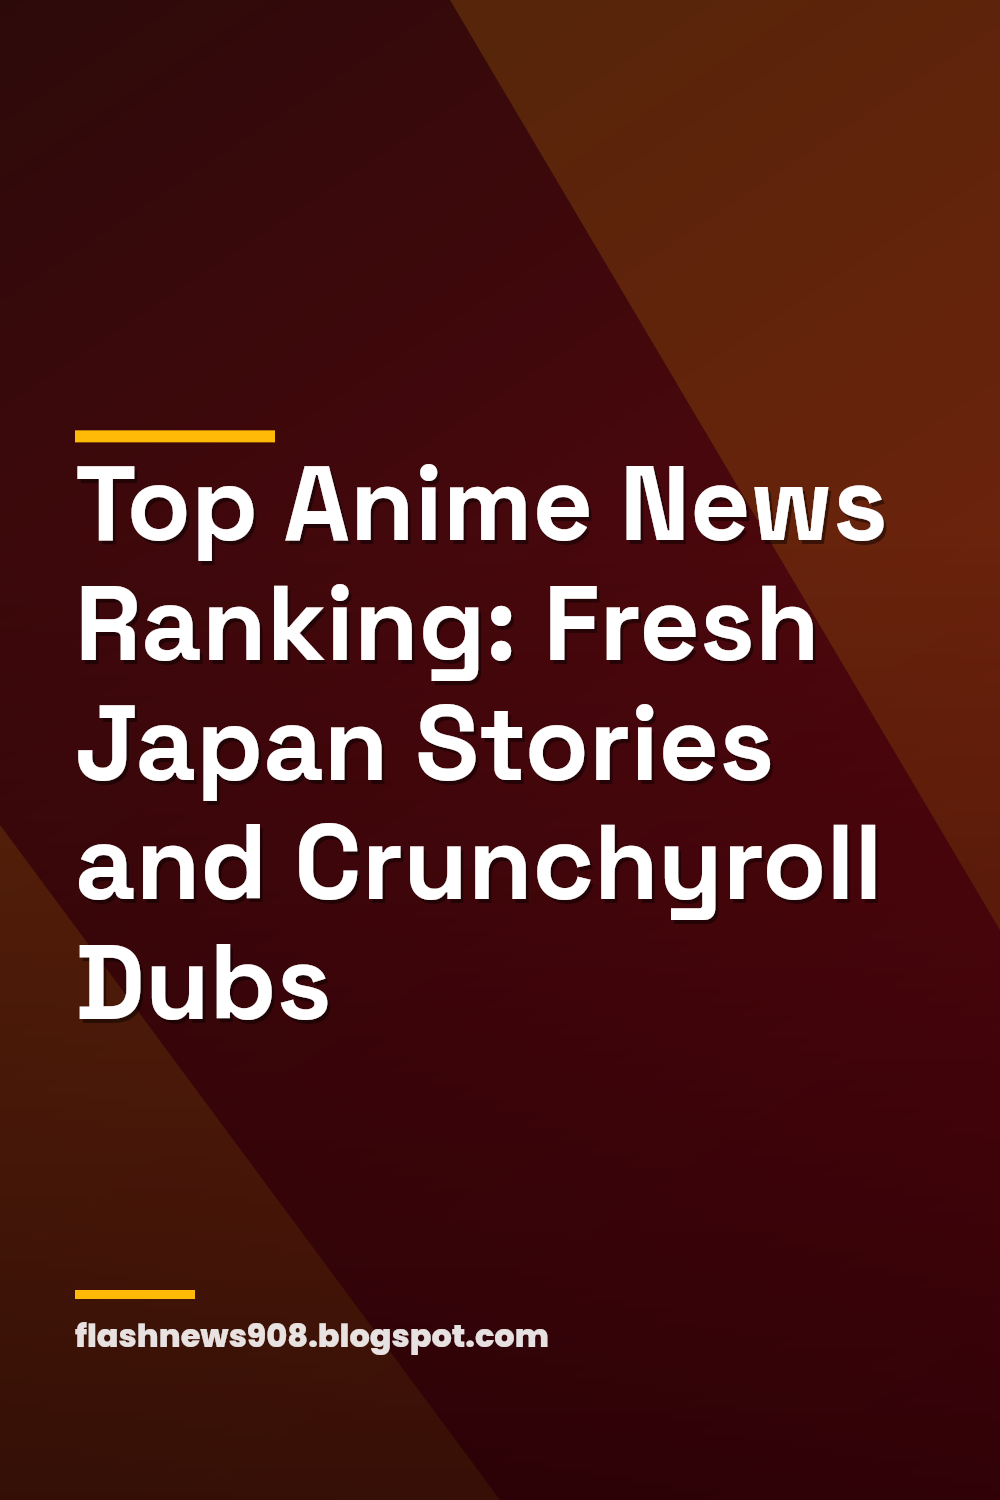 Top Anime News
Ranking: Fresh
Japan Stories
and Crunchyroll
Dubs
flashnews908.blogspot.com